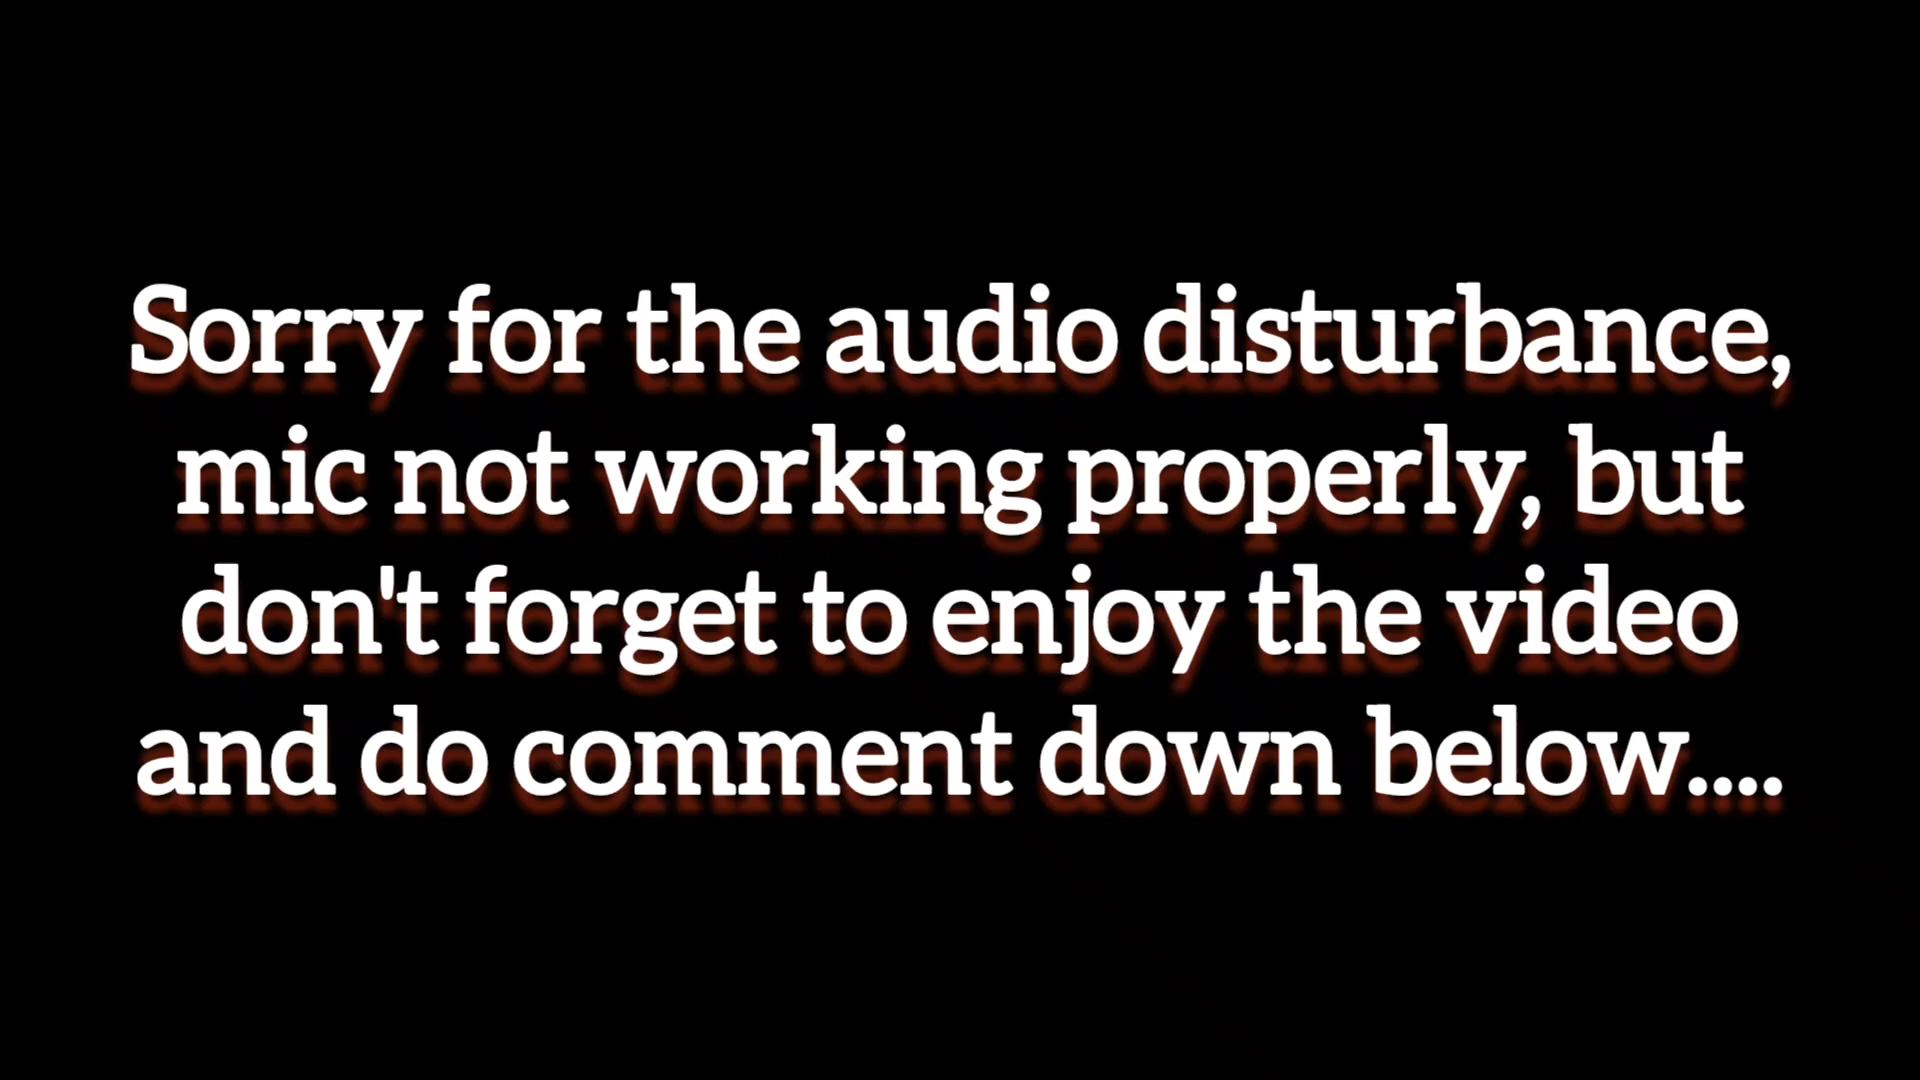 Sorry for the audio disturbance,
mic not working properly, but
don't forget to enjoy the video
and do comment down below....